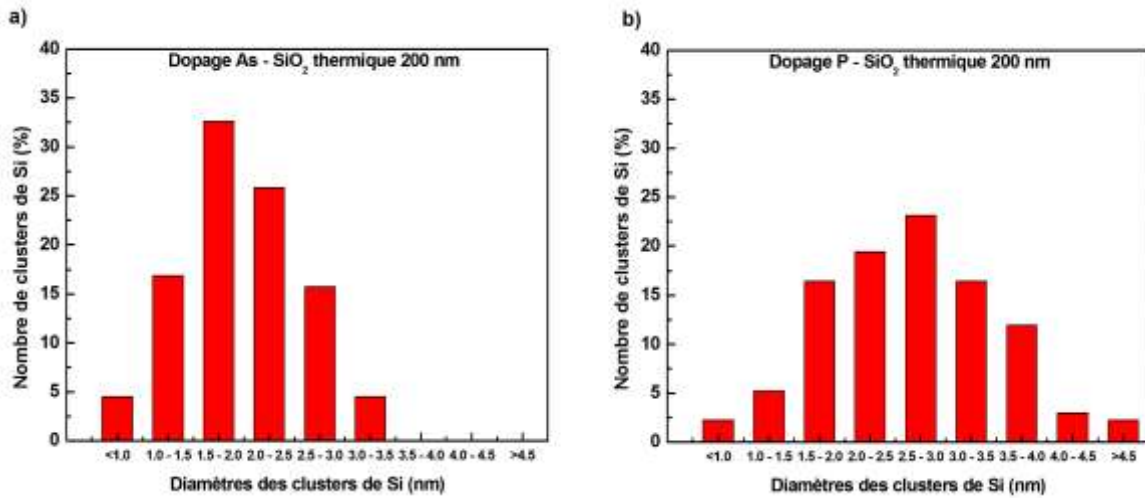 a)
Dopage As - SiO₂ thermique 200 nm
Nombre de clusters de Si (%)
40
35
30
25
20
15
10
5
0
<1.0 1.0 - 1.5 1.5 - 2.0 2.0 - 2.5 2.5 - 3.0 3.0 - 3.5 3.5 - 4.0 4.0 - 4.5 >4.5
Diamètres des clusters de Si (nm)
b)
Dopage P - SiO₂ thermique 200 nm
Nombre de clusters de Si (%)
40
35
30
25
20
15
10
5
0
<1.0 1.0 - 1.5 1.5 - 2.0 2.0 - 2.5 2.5 - 3.0 3.0 - 3.5 3.5 - 4.0 4.0 - 4.5 >4.5
Diamètres des clusters de Si (nm)